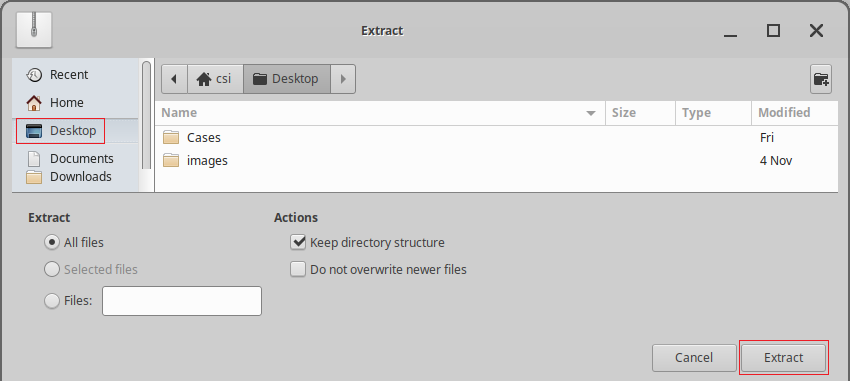 Extract
Recent
Home
Desktop
Documents
Downloads
csi Desktop
Name Size Type Modified
Cases Fri
images 4 Nov
Extract Actions
All files Keep directory structure
Selected files Do not overwrite newer files
Files:
Cancel Extract